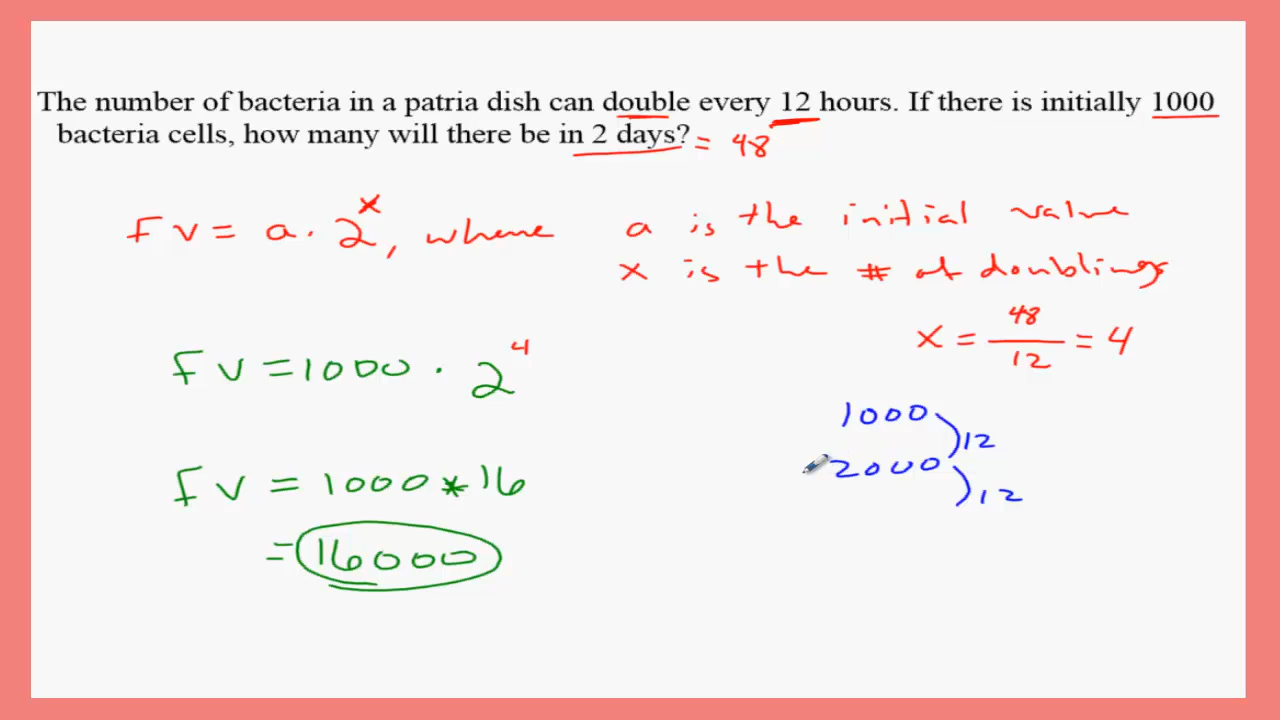 The number of bacteria in a patria dish can double every 12 hours. If there is initially 1000
bacteria cells, how many will there be in 2 days? = 48
FV = a · 2^x, where a is the initial value
x is the # of doublings
x = 48/12 = 4
FV = 1000 · 2^4
1000
12
2000
12
FV = 1000 * 16
= 16000